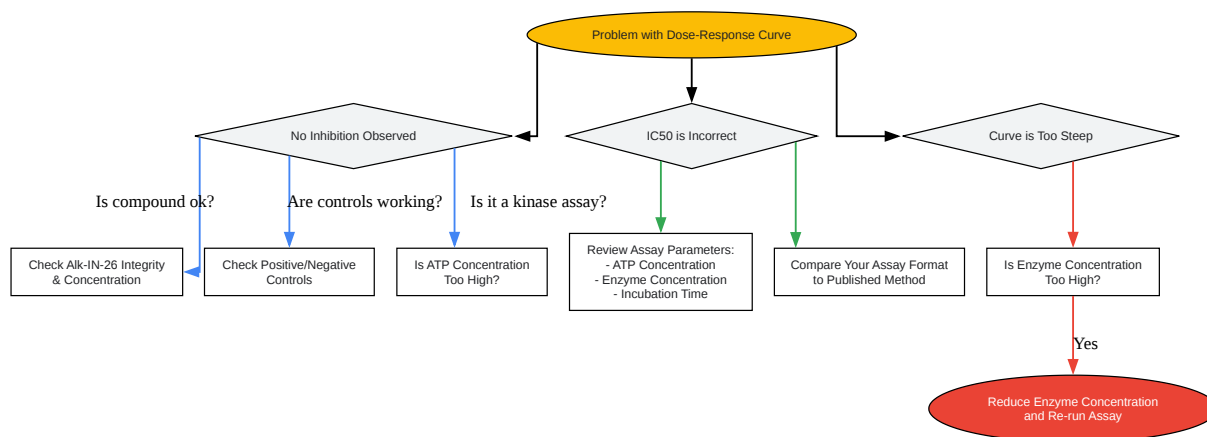 Problem with Dose-Response Curve
No Inhibition Observed
IC50 is Incorrect
Curve is Too Steep
Is compound ok?
Are controls working?
Is it a kinase assay?
Check Alk-IN-26 Integrity
& Concentration
Check Positive/Negative
Controls
Is ATP Concentration
Too High?
Review Assay Parameters:
- ATP Concentration
- Enzyme Concentration
- Incubation Time
Compare Your Assay Format
to Published Method
Is Enzyme Concentration
Too High?
Yes
Reduce Enzyme Concentration
and Re-run Assay